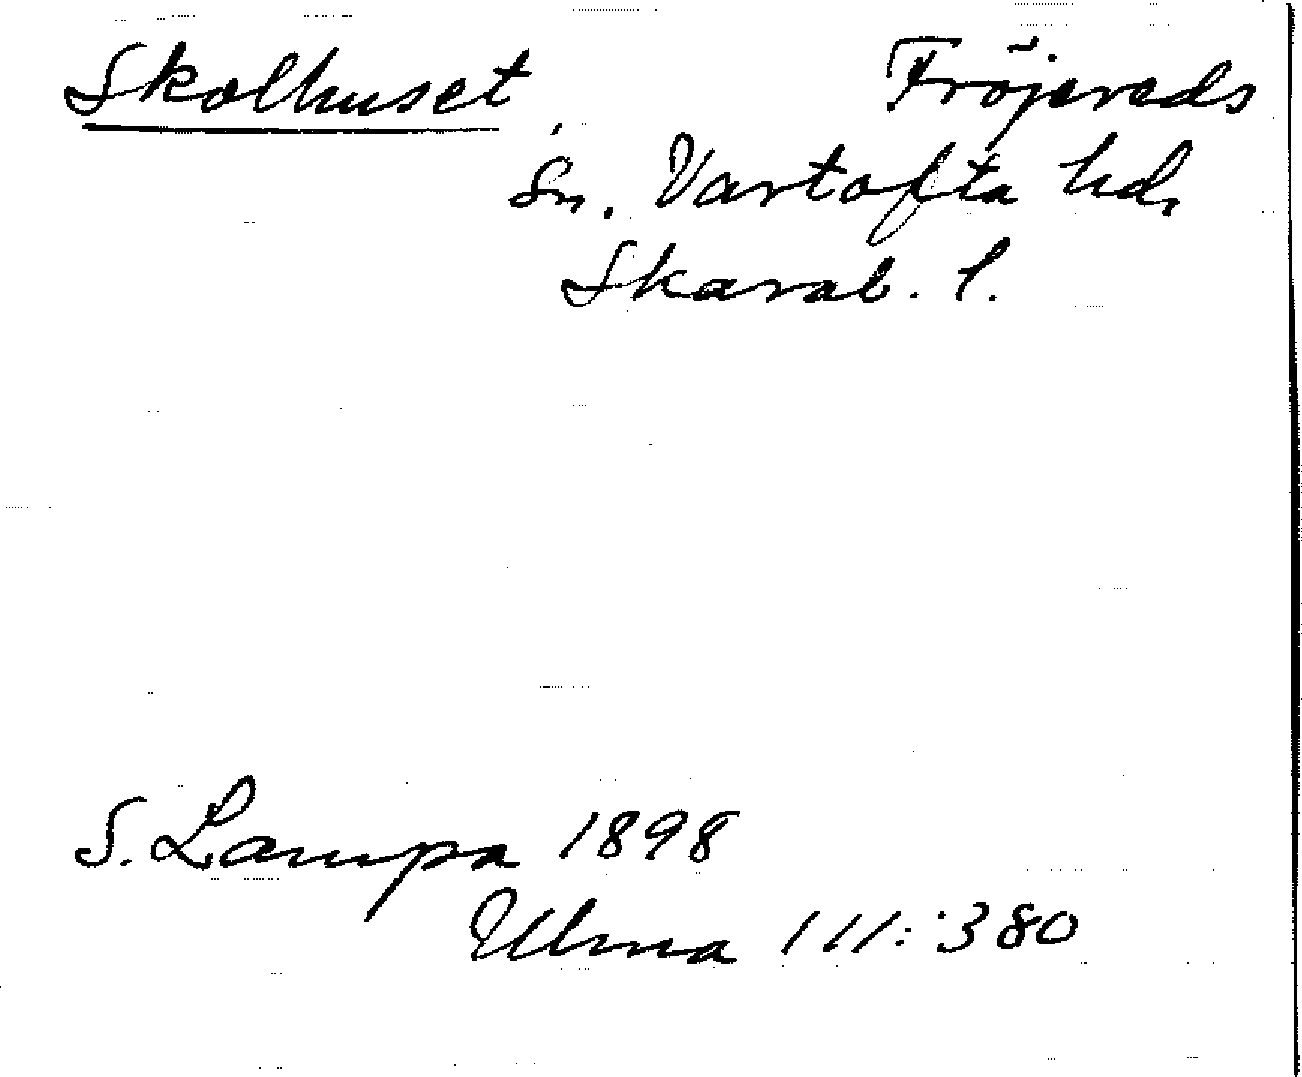 Skolhuset Fröjereds
sn. Vartofta hd.
Skarab. l.
S. Lampa 1898
Ulma 111:380